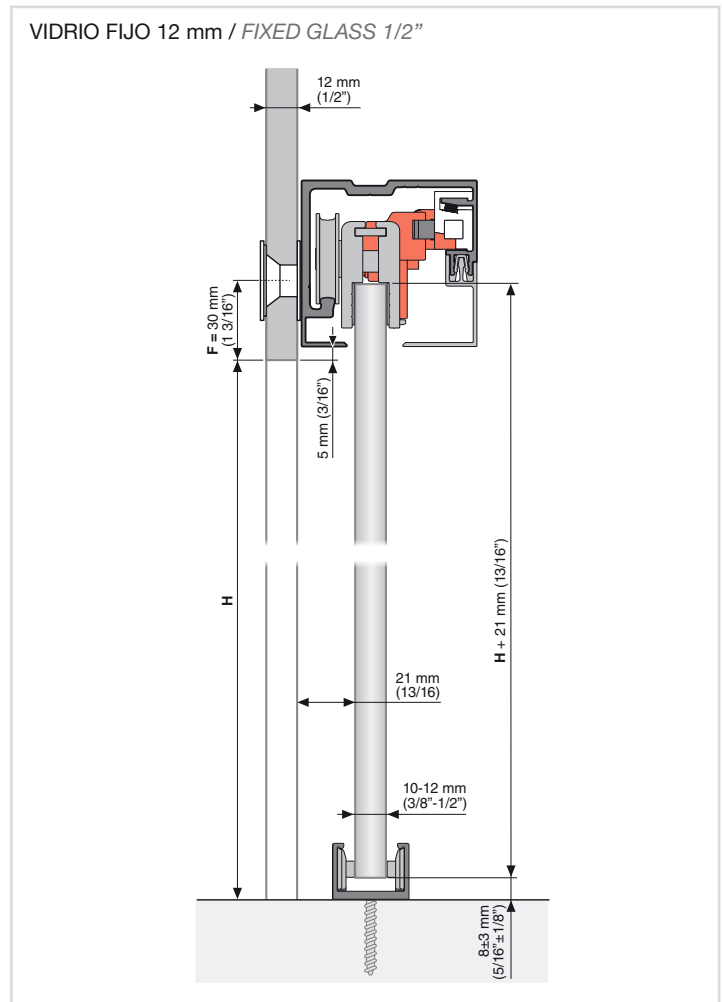 VIDRIO FIJO 12 mm / FIXED GLASS 1/2”
12 mm
(1/2”)
F = 30 mm
(1 3/16”)
5 mm (3/16”)
H
H + 21 mm (13/16”)
21 mm
(13/16)
10-12 mm
(3/8”-1/2”)
8±3 mm
(5/16”±1/8”)